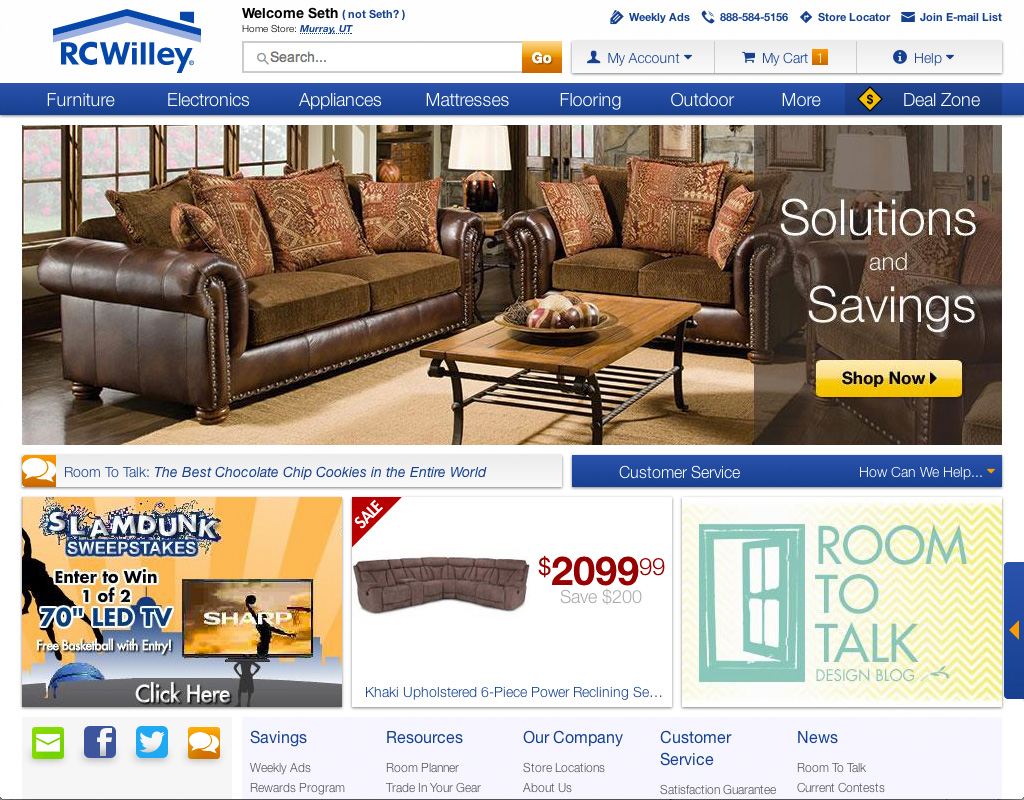 RCWilley
Welcome Seth ( not Seth? )
Home Store: Murray, UT
Weekly Ads
888-584-5156
Store Locator
Join E-mail List
Search...
Go
My Account
My Cart 1
Help
Furniture
Electronics
Appliances
Mattresses
Flooring
Outdoor
More
$
Deal Zone
Solutions
and
Savings
Shop Now
Room To Talk: The Best Chocolate Chip Cookies in the Entire World
Customer Service
How Can We Help...
SLAMDUNK
SWEEPSTAKES
Enter to Win
1 of 2
70" LED TV
Free Basketball with Entry!
SHARP
Click Here
SALE
$209999
Save $200
Khaki Upholstered 6-Piece Power Reclining Se...
ROOM
TO
TALK
DESIGN BLOG
Savings
Weekly Ads
Rewards Program
Resources
Room Planner
Trade In Your Gear
Our Company
Store Locations
About Us
Customer
Service
Satisfaction Guarantee
News
Room To Talk
Current Contests